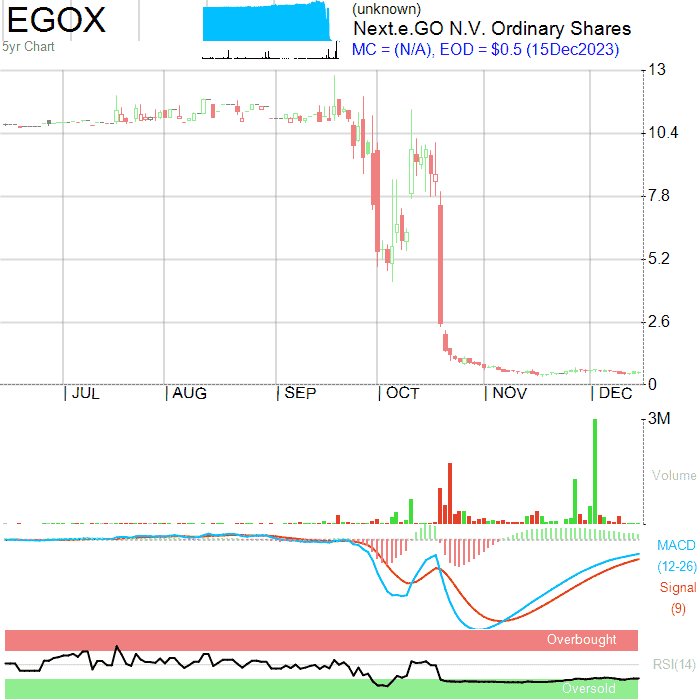 EGOX
5yr Chart
(unknown)
Next.e.GO N.V. Ordinary Shares
MC = (N/A), EOD = $0.5 (15Dec2023)
13
10.4
7.8
5.2
2.6
0
JUL AUG SEP OCT NOV DEC
3M
Volume
MACD
(12-26)
Signal
(9)
Overbought
RSI(14)
Oversold